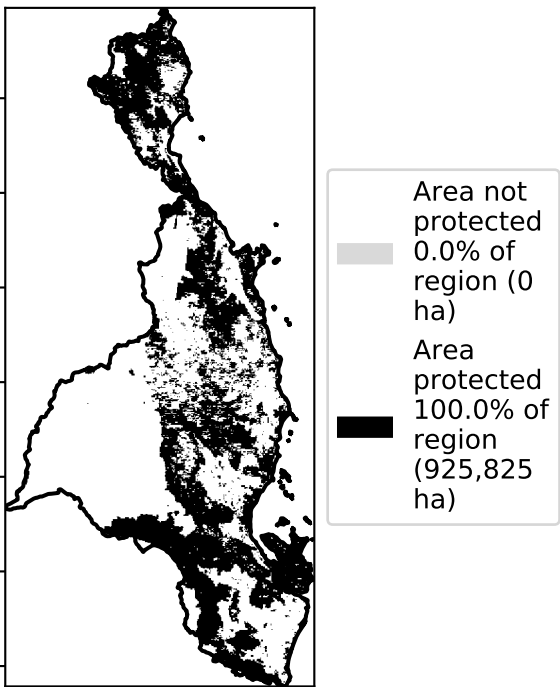 Area not
protected
0.0% of
region (0
ha)
Area
protected
100.0% of
region
(925,825
ha)